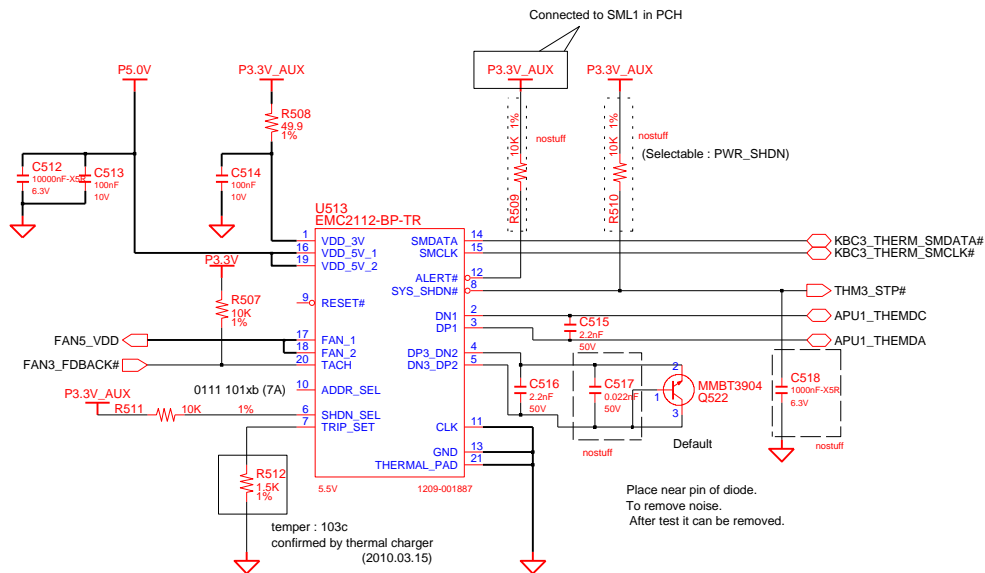 Connected to SML1 in PCH
P5.0V
P3.3V_AUX
P3.3V_AUX
P3.3V_AUX
R508
49.9
1%
10K 1%
nostuff
10K 1%
nostuff
(Selectable : PWR_SHDN)
C512
10000nF-X5R
6.3V
C513
100nF
10V
C514
100nF
10V
R509
R510
U513
EMC2112-BP-TR
1 VDD_3V
16 VDD_5V_1
19 VDD_5V_2
SMDATA 14
SMCLK 15
KBC3_THERM_SMDATA#
KBC3_THERM_SMCLK#
P3.3V
ALERT# 12
SYS_SHDN# 8
THM3_STP#
R507
10K
1%
9 RESET#
DN1 2
DP1 3
C515
2.2nF
50V
APU1_THEMDC
APU1_THEMDA
FAN5_VDD
17 FAN_1
18 FAN_2
FAN3_FDBACK#
20 TACH
DP3_DN2 4
DN3_DP2 5
0111 101xb (7A)
10 ADDR_SEL
C516
2.2nF
50V
C517
0.022nF
50V
nostuff
2
1
3
MMBT3904
Q522
Default
C518
1000nF-X5R
6.3V
nostuff
P3.3V_AUX
R511 10K 1%
6 SHDN_SEL
7 TRIP_SET
CLK 11
GND 13
THERMAL_PAD 21
R512
1.5K
1%
5.5V
1209-001887
temper : 103c
confirmed by thermal charger
(2010.03.15)
Place near pin of diode.
To remove noise.
After test it can be removed.